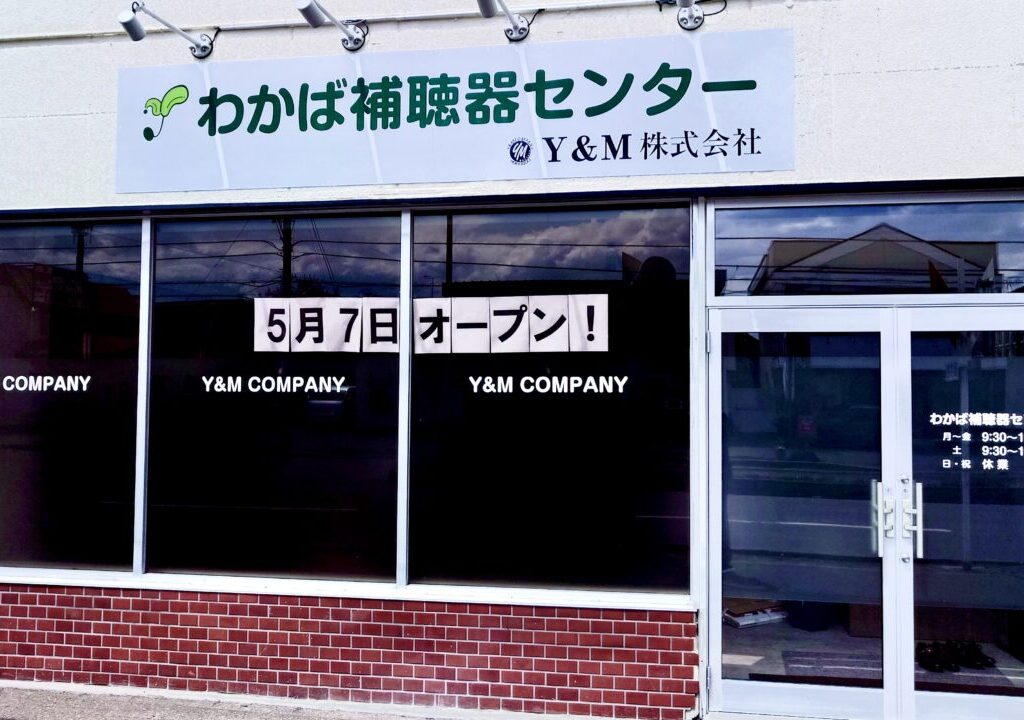 わかば補聴器センター
Y&M 株式会社
5月7日オープン!
COMPANY
Y&M COMPANY
Y&M COMPANY
わかば補聴器セ
月〜金 9:30〜1
土 9:30〜1
日・祝 休業